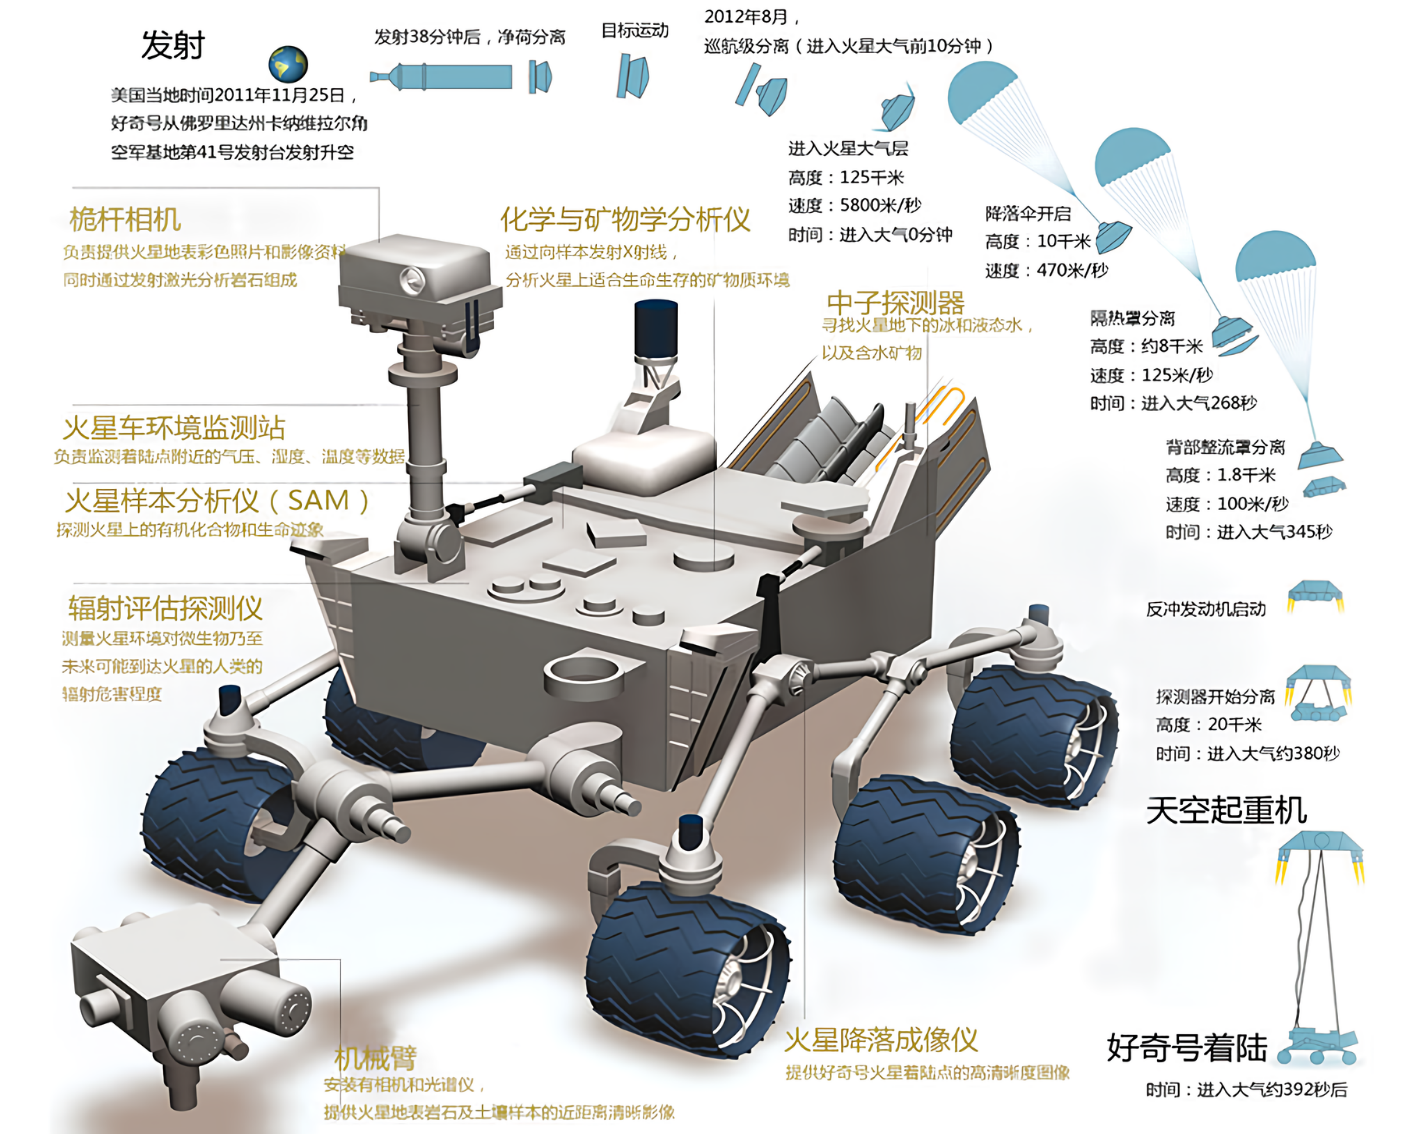 发射
美国当地时间2011年11月25日，
好奇号从佛罗里达州卡纳维拉尔角
空军基地第41号发射台发射升空
发射38分钟后，净荷分离
目标运动
2012年8月，
巡航级分离（进入火星大气前10分钟）
进入火星大气层
高度：125千米
速度：5800米/秒
时间：进入大气0分钟
降落伞开启
高度：10千米
速度：470米/秒
隔热罩分离
高度：约8千米
速度：125米/秒
时间：进入大气268秒
背部整流罩分离
高度：1.8千米
速度：100米/秒
时间：进入大气345秒
反冲发动机启动
探测器开始分离
高度：20千米
时间：进入大气约380秒
天空起重机
好奇号着陆
时间：进入大气约392秒后
桅杆相机
负责提供火星地表彩色照片和影像资料
同时通过发射激光分析岩石组成
化学与矿物学分析仪
通过向样本发射X射线，
分析火星上适合生命生存的矿物质环境
中子探测器
寻找火星地下的冰和液态水，
以及含水矿物
火星车环境监测站
负责监测着陆点附近的气压、湿度、温度等数据
火星样本分析仪（SAM）
探测火星上的有机化合物和生命迹象
辐射评估探测仪
测量火星环境对微生物乃至
未来可能到达火星的人类的
辐射危害程度
机械臂
安装有相机和光谱仪，
提供火星地表岩石及土壤样本的近距离清晰影像
火星降落成像仪
提供好奇号火星着陆点的高清晰度图像